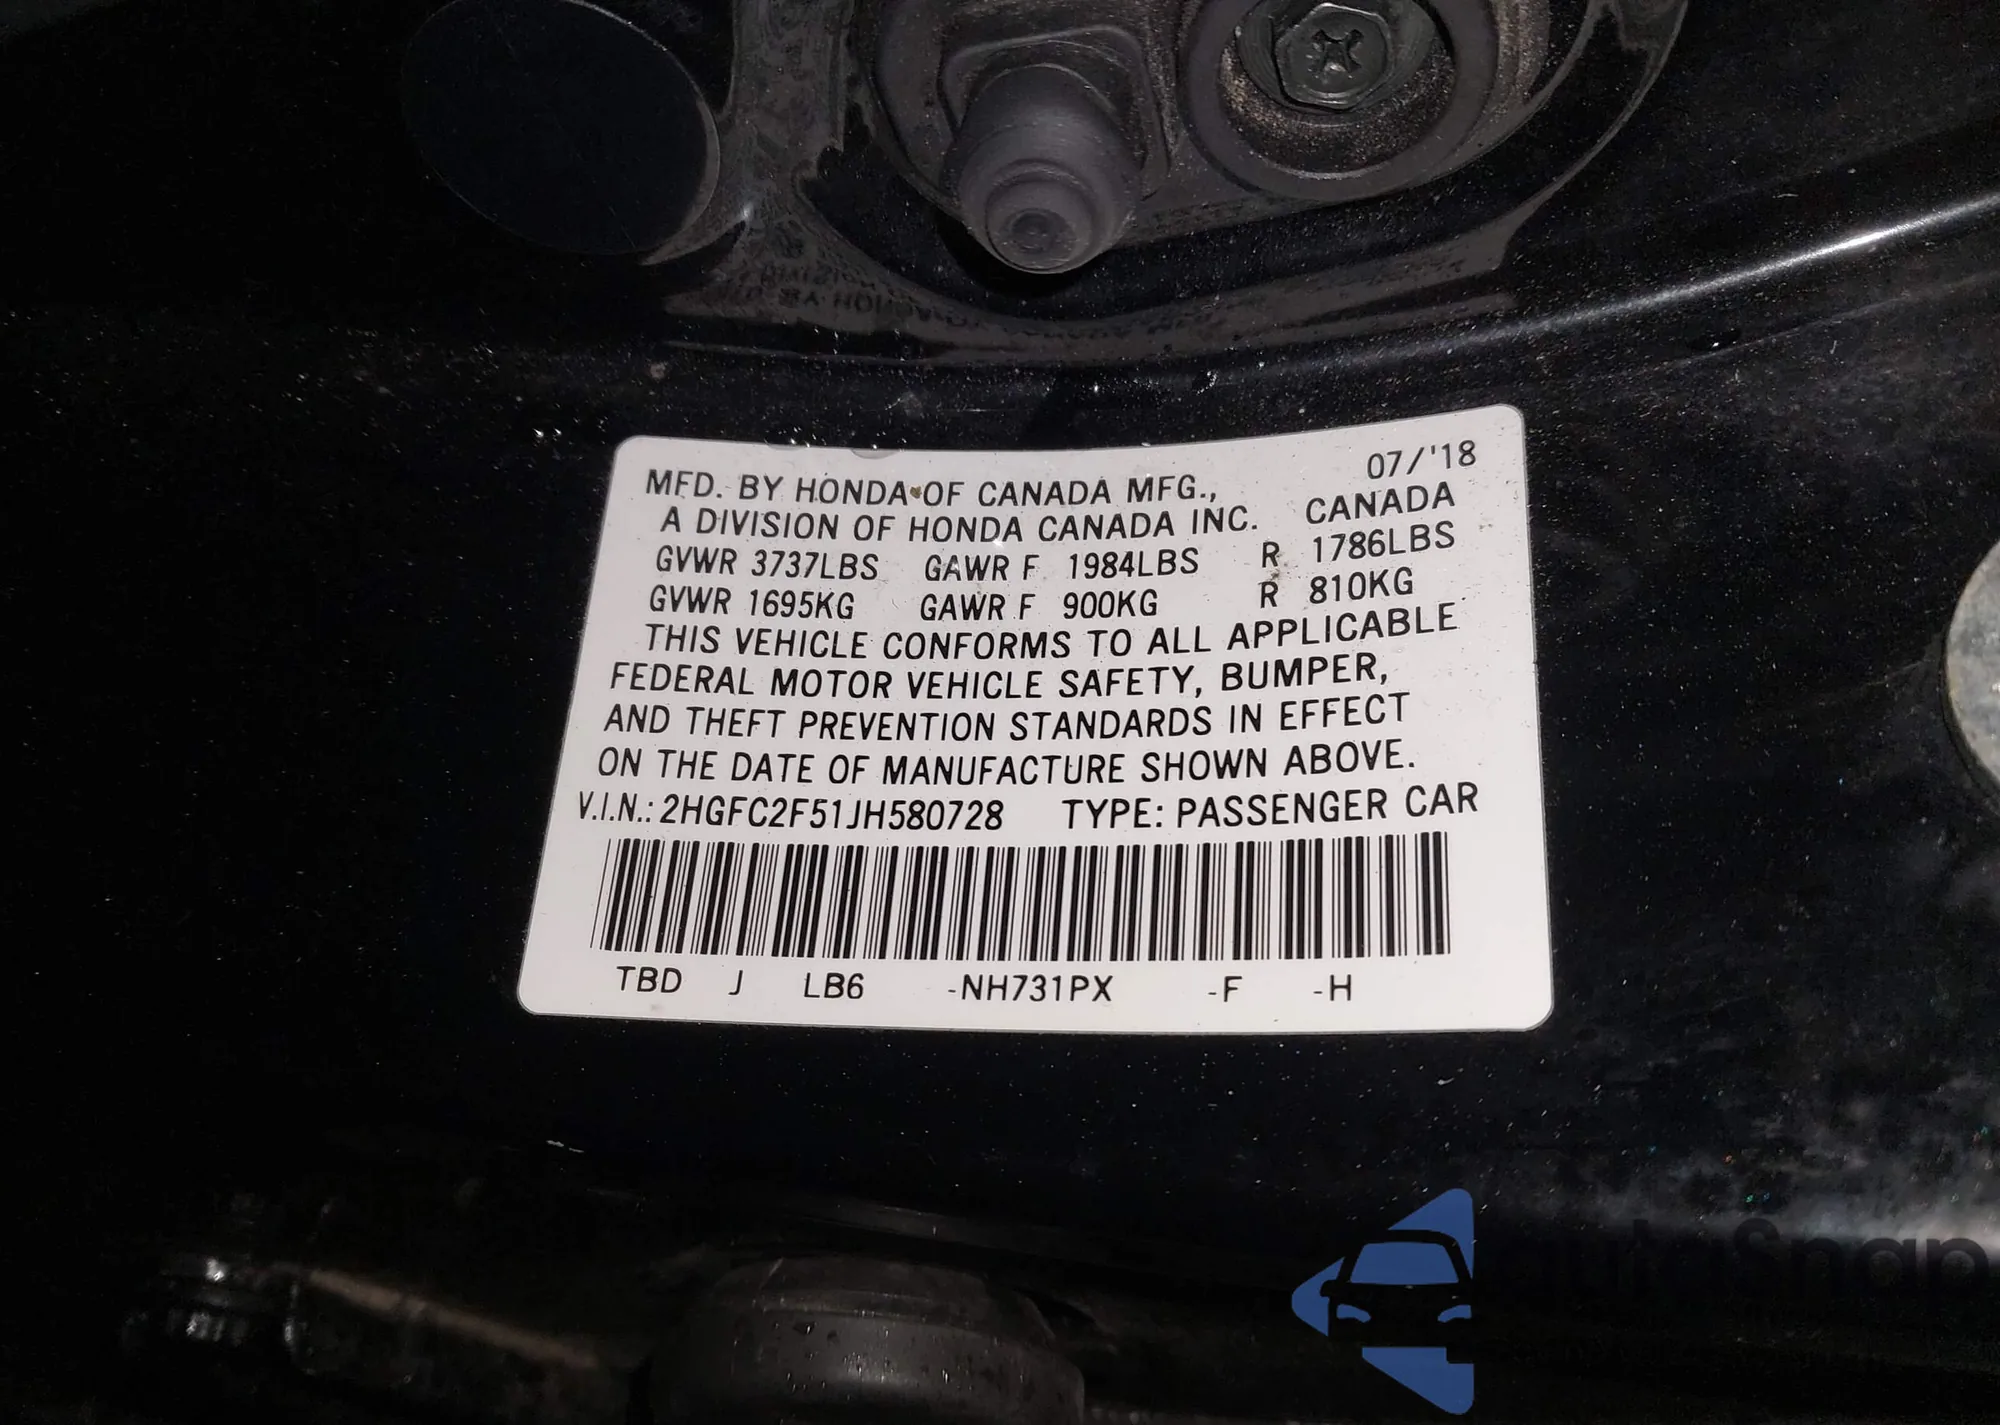 07/'18
MFD. BY HONDA OF CANADA MFG.,
A DIVISION OF HONDA CANADA INC. CANADA
GVWR 3737LBS GAWR F 1984LBS R 1786LBS
GVWR 1695KG GAWR F 900KG R 810KG
THIS VEHICLE CONFORMS TO ALL APPLICABLE
FEDERAL MOTOR VEHICLE SAFETY, BUMPER,
AND THEFT PREVENTION STANDARDS IN EFFECT
ON THE DATE OF MANUFACTURE SHOWN ABOVE.
V.I.N.: 2HGFC2F51JH580728 TYPE: PASSENGER CAR
TBD J LB6 -NH731PX -F -H
autoSnap